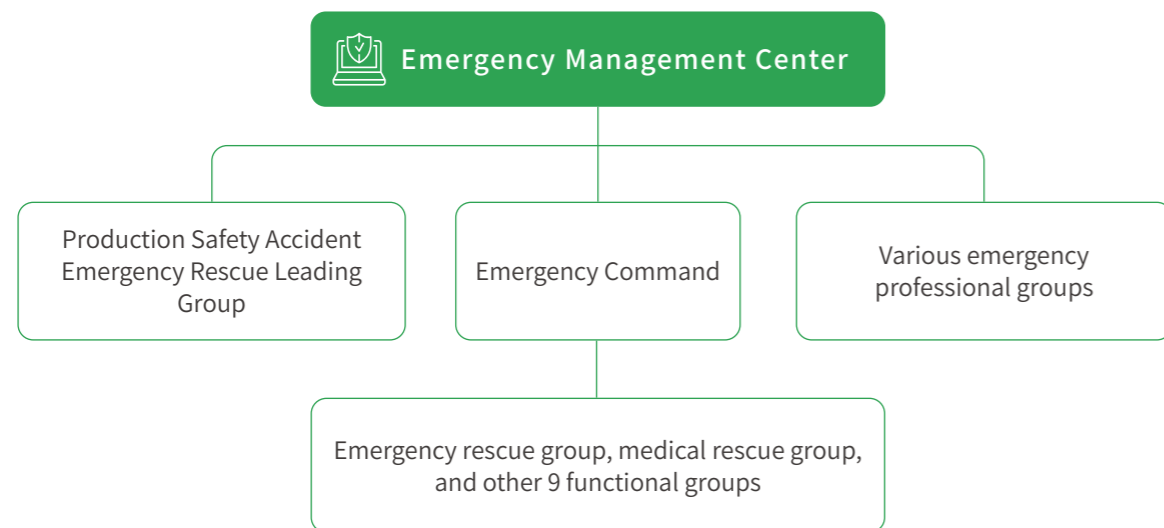 Emergency Management Center
Production Safety Accident
Emergency Rescue Leading
Group
Emergency Command
Various emergency
professional groups
Emergency rescue group, medical rescue group,
and other 9 functional groups